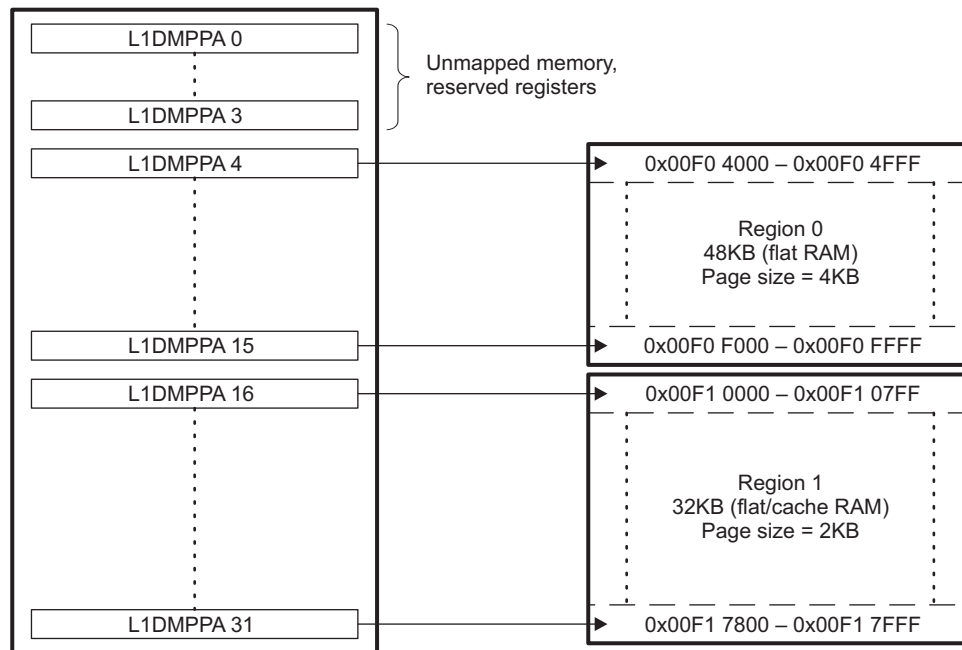 L1DMPPA 0
Unmapped memory,
reserved registers
L1DMPPA 3
L1DMPPA 4
0x00F0 4000 – 0x00F0 4FFF
Region 0
48KB (flat RAM)
Page size = 4KB
L1DMPPA 15
0x00F0 F000 – 0x00F0 FFFF
L1DMPPA 16
0x00F1 0000 – 0x00F1 07FF
Region 1
32KB (flat/cache RAM)
Page size = 2KB
L1DMPPA 31
0x00F1 7800 – 0x00F1 7FFF